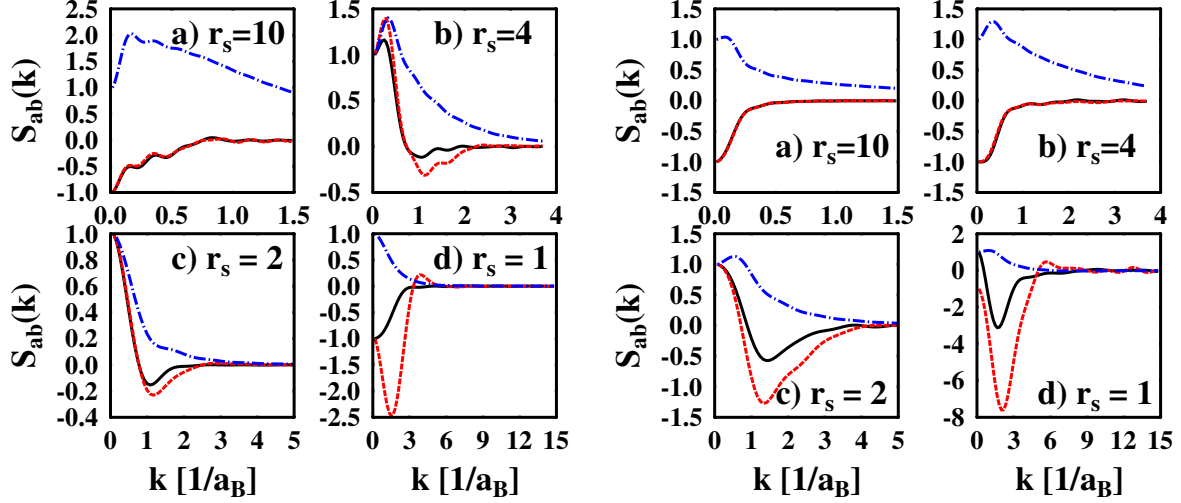 S_ab(k)
2.5
2.0
1.5
1.0
0.5
0.0
-0.5
-1.0
a) r_s=10
0.0 0.5 1.0 1.5
1.5
1.0
0.5
0.0
-0.5
b) r_s=4
0 1 2 3 4
S_ab(k)
1.0
0.8
0.6
0.4
0.2
0.0
-0.2
-0.4
c) r_s = 2
0 1 2 3 4 5
k [1/a_B]
1.0
0.5
0.0
-0.5
-1.0
-1.5
-2.0
-2.5
d) r_s = 1
0 3 6 9 12 15
k [1/a_B]
S_ab(k)
1.5
1.0
0.5
0.0
-0.5
-1.0
-1.5
a) r_s=10
0.0 0.5 1.0 1.5
1.5
1.0
0.5
0.0
-0.5
-1.0
-1.5
b) r_s=4
0 1 2 3 4
S_ab(k)
1.5
1.0
0.5
0.0
-0.5
-1.0
-1.5
c) r_s = 2
0 1 2 3 4 5
k [1/a_B]
2
0
-2
-4
-6
-8
d) r_s = 1
0 3 6 9 12 15
k [1/a_B]